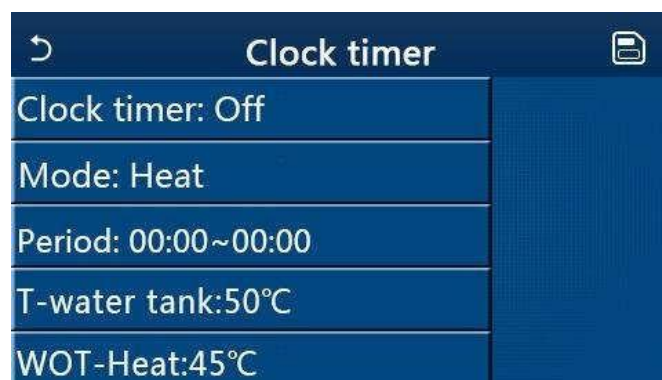 Clock timer
Clock timer: Off
Mode: Heat
Period: 00:00~00:00
T-water tank:50℃
WOT-Heat:45℃